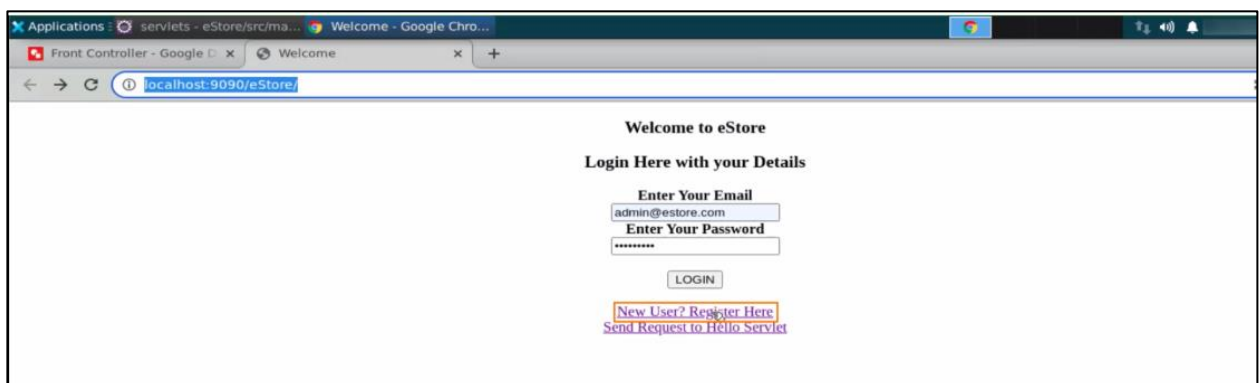 Applications servlets - eStore/src/ma... Welcome - Google Chro...
Front Controller - Google D Welcome
localhost:9090/eStore/
Welcome to eStore
Login Here with your Details
Enter Your Email
admin@estore.com
Enter Your Password
•••••••••
LOGIN
New User? Register Here
Send Request to Hello Servlet